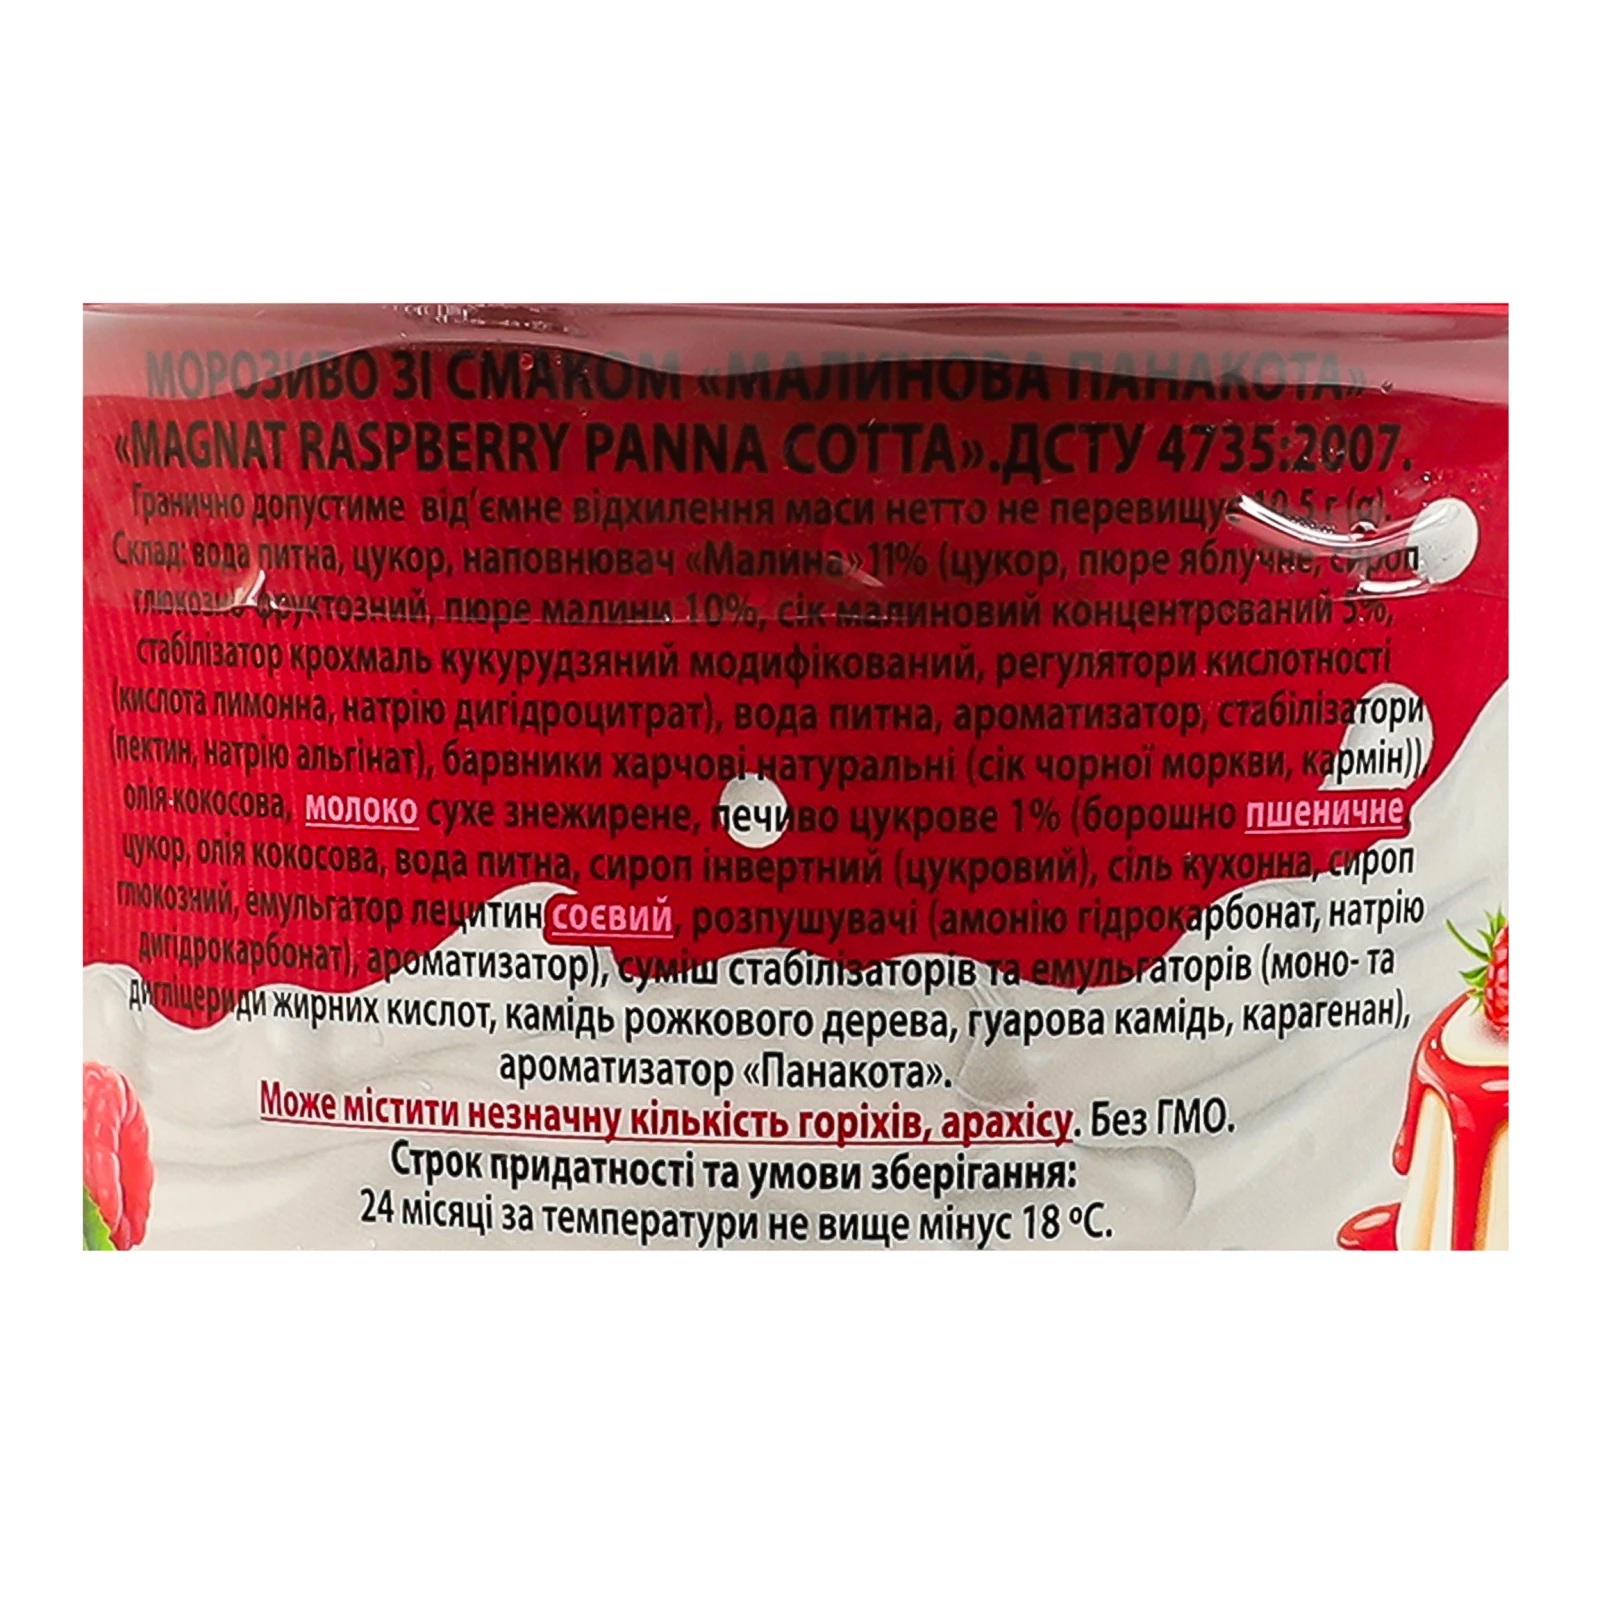 МОРОЗИВО ЗІ СМАКОМ «МАЛИНОВА ПАНАКОТА»
«MAGNAT RASPBERRY PANNA COTTA».ДСТУ 4735:2007.
Гранично допустиме від'ємне відхилення маси нетто не перевищує 10,5 г (g).
Склад: вода питна, цукор, наповнювач «Малина» 11% (цукор, пюре яблучне, сироп
глюкозно-фруктозний, пюре малини 10%, сік малиновий концентрований 5%,
стабілізатор крохмаль кукурудзяний модифікований, регулятори кислотності
(кислота лимонна, натрію дигідроцитрат), вода питна, ароматизатор, стабілізатори
(пектин, натрію альгінат), барвники харчові натуральні (сік чорної моркви, кармін)),
олія кокосова, молоко сухе знежирене, печиво цукрове 1% (борошно пшеничне,
цукор, олія кокосова, вода питна, сироп інвертний (цукровий), сіль кухонна, сироп
глюкозний, емульгатор лецитин соєвий, розпушувачі (амонію гідрокарбонат, натрію
дигідрокарбонат), ароматизатор), суміш стабілізаторів та емульгаторів (моно- та
дигліцериди жирних кислот, камідь рожкового дерева, гуарова камідь, карагенан),
ароматизатор «Панакота».
Може містити незначну кількість горіхів, арахісу. Без ГМО.
Строк придатності та умови зберігання:
24 місяці за температури не вище мінус 18 ºС.